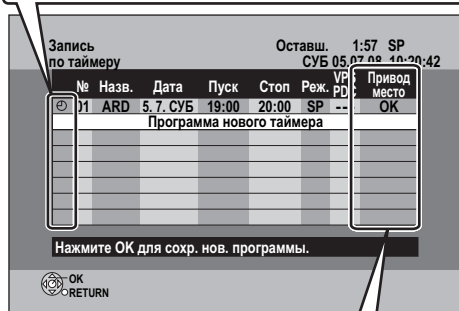 Запись Оставш. 1:57 SP
по таймеру СУБ 05.07.08 10:20:42
№ Назв. Дата Пуск Стоп Реж. VPS PDC Привод место
01 ARD 5. 7. СУБ 19:00 20:00 SP --- OK
Программа нового таймера
Нажмите OK для сохр. нов. программы.
OK
RETURN